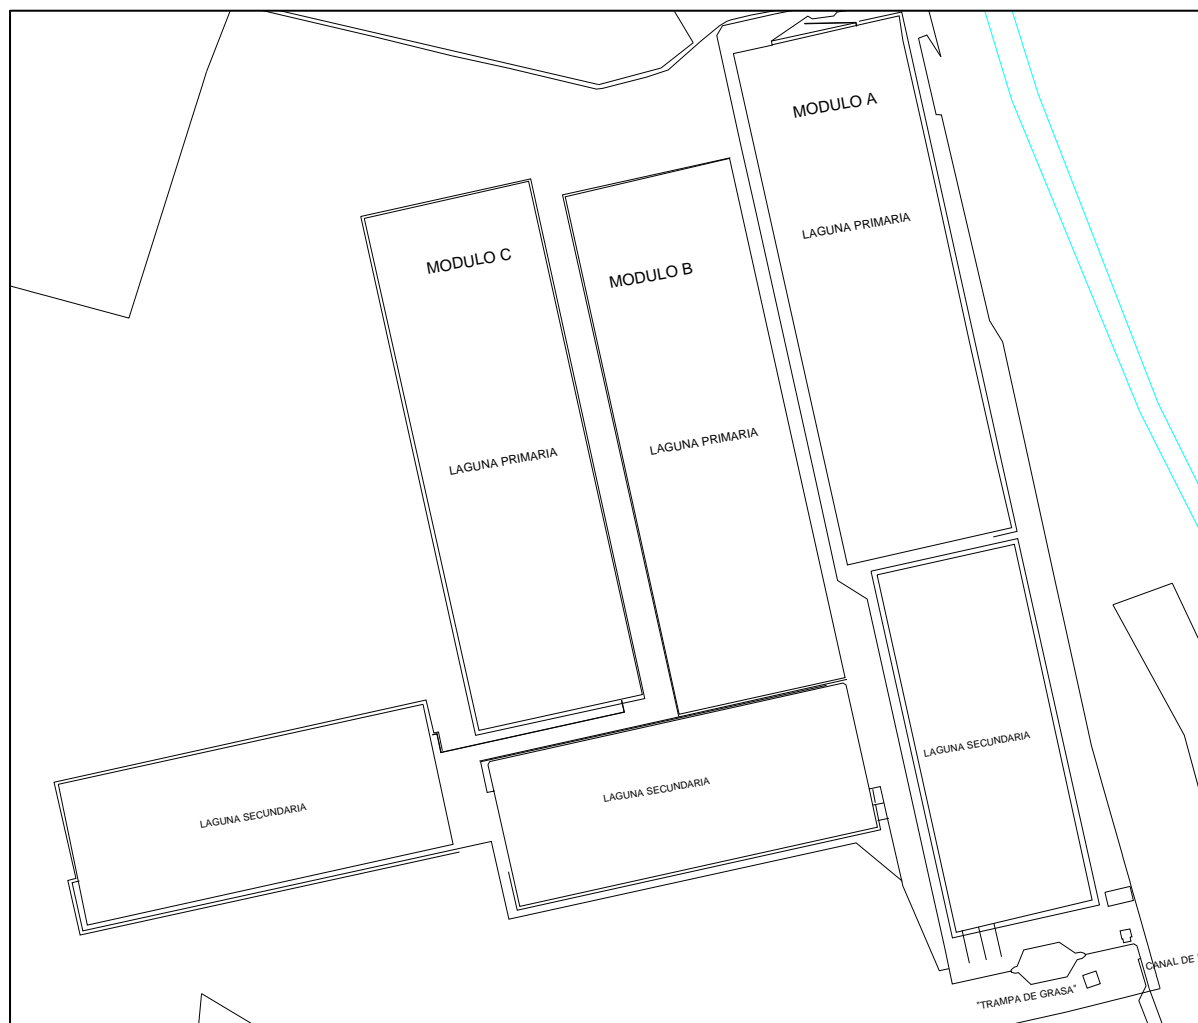 MODULO A
LAGUNA PRIMARIA
MODULO C
MODULO B
LAGUNA PRIMARIA
LAGUNA PRIMARIA
LAGUNA SECUNDARIA
LAGUNA SECUNDARIA
LAGUNA SECUNDARIA
CANAL DE
"TRAMPA DE GRASA"